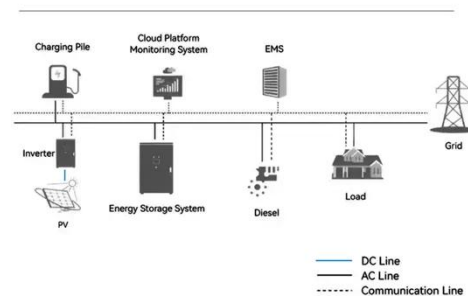 Charging Pile
Cloud Platform
Monitoring System
EMS
Grid
Inverter
PV
Energy Storage System
Diesel
Load
DC Line
AC Line
Communication Line